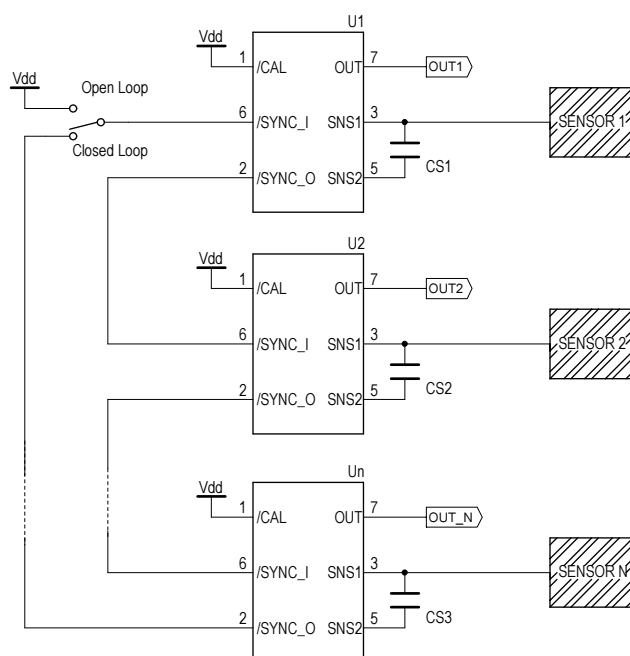 U1
Vdd
1
/CAL
OUT
7
OUT1
Vdd
Open Loop
6
/SYNC_I
SNS1
3
SENSOR 1
Closed Loop
CS1
2
/SYNC_O
SNS2
5
U2
Vdd
1
/CAL
OUT
7
OUT2
6
/SYNC_I
SNS1
3
SENSOR 2
CS2
2
/SYNC_O
SNS2
5
Un
Vdd
1
/CAL
OUT
7
OUT_N
6
/SYNC_I
SNS1
3
SENSOR N
CS3
2
/SYNC_O
SNS2
5